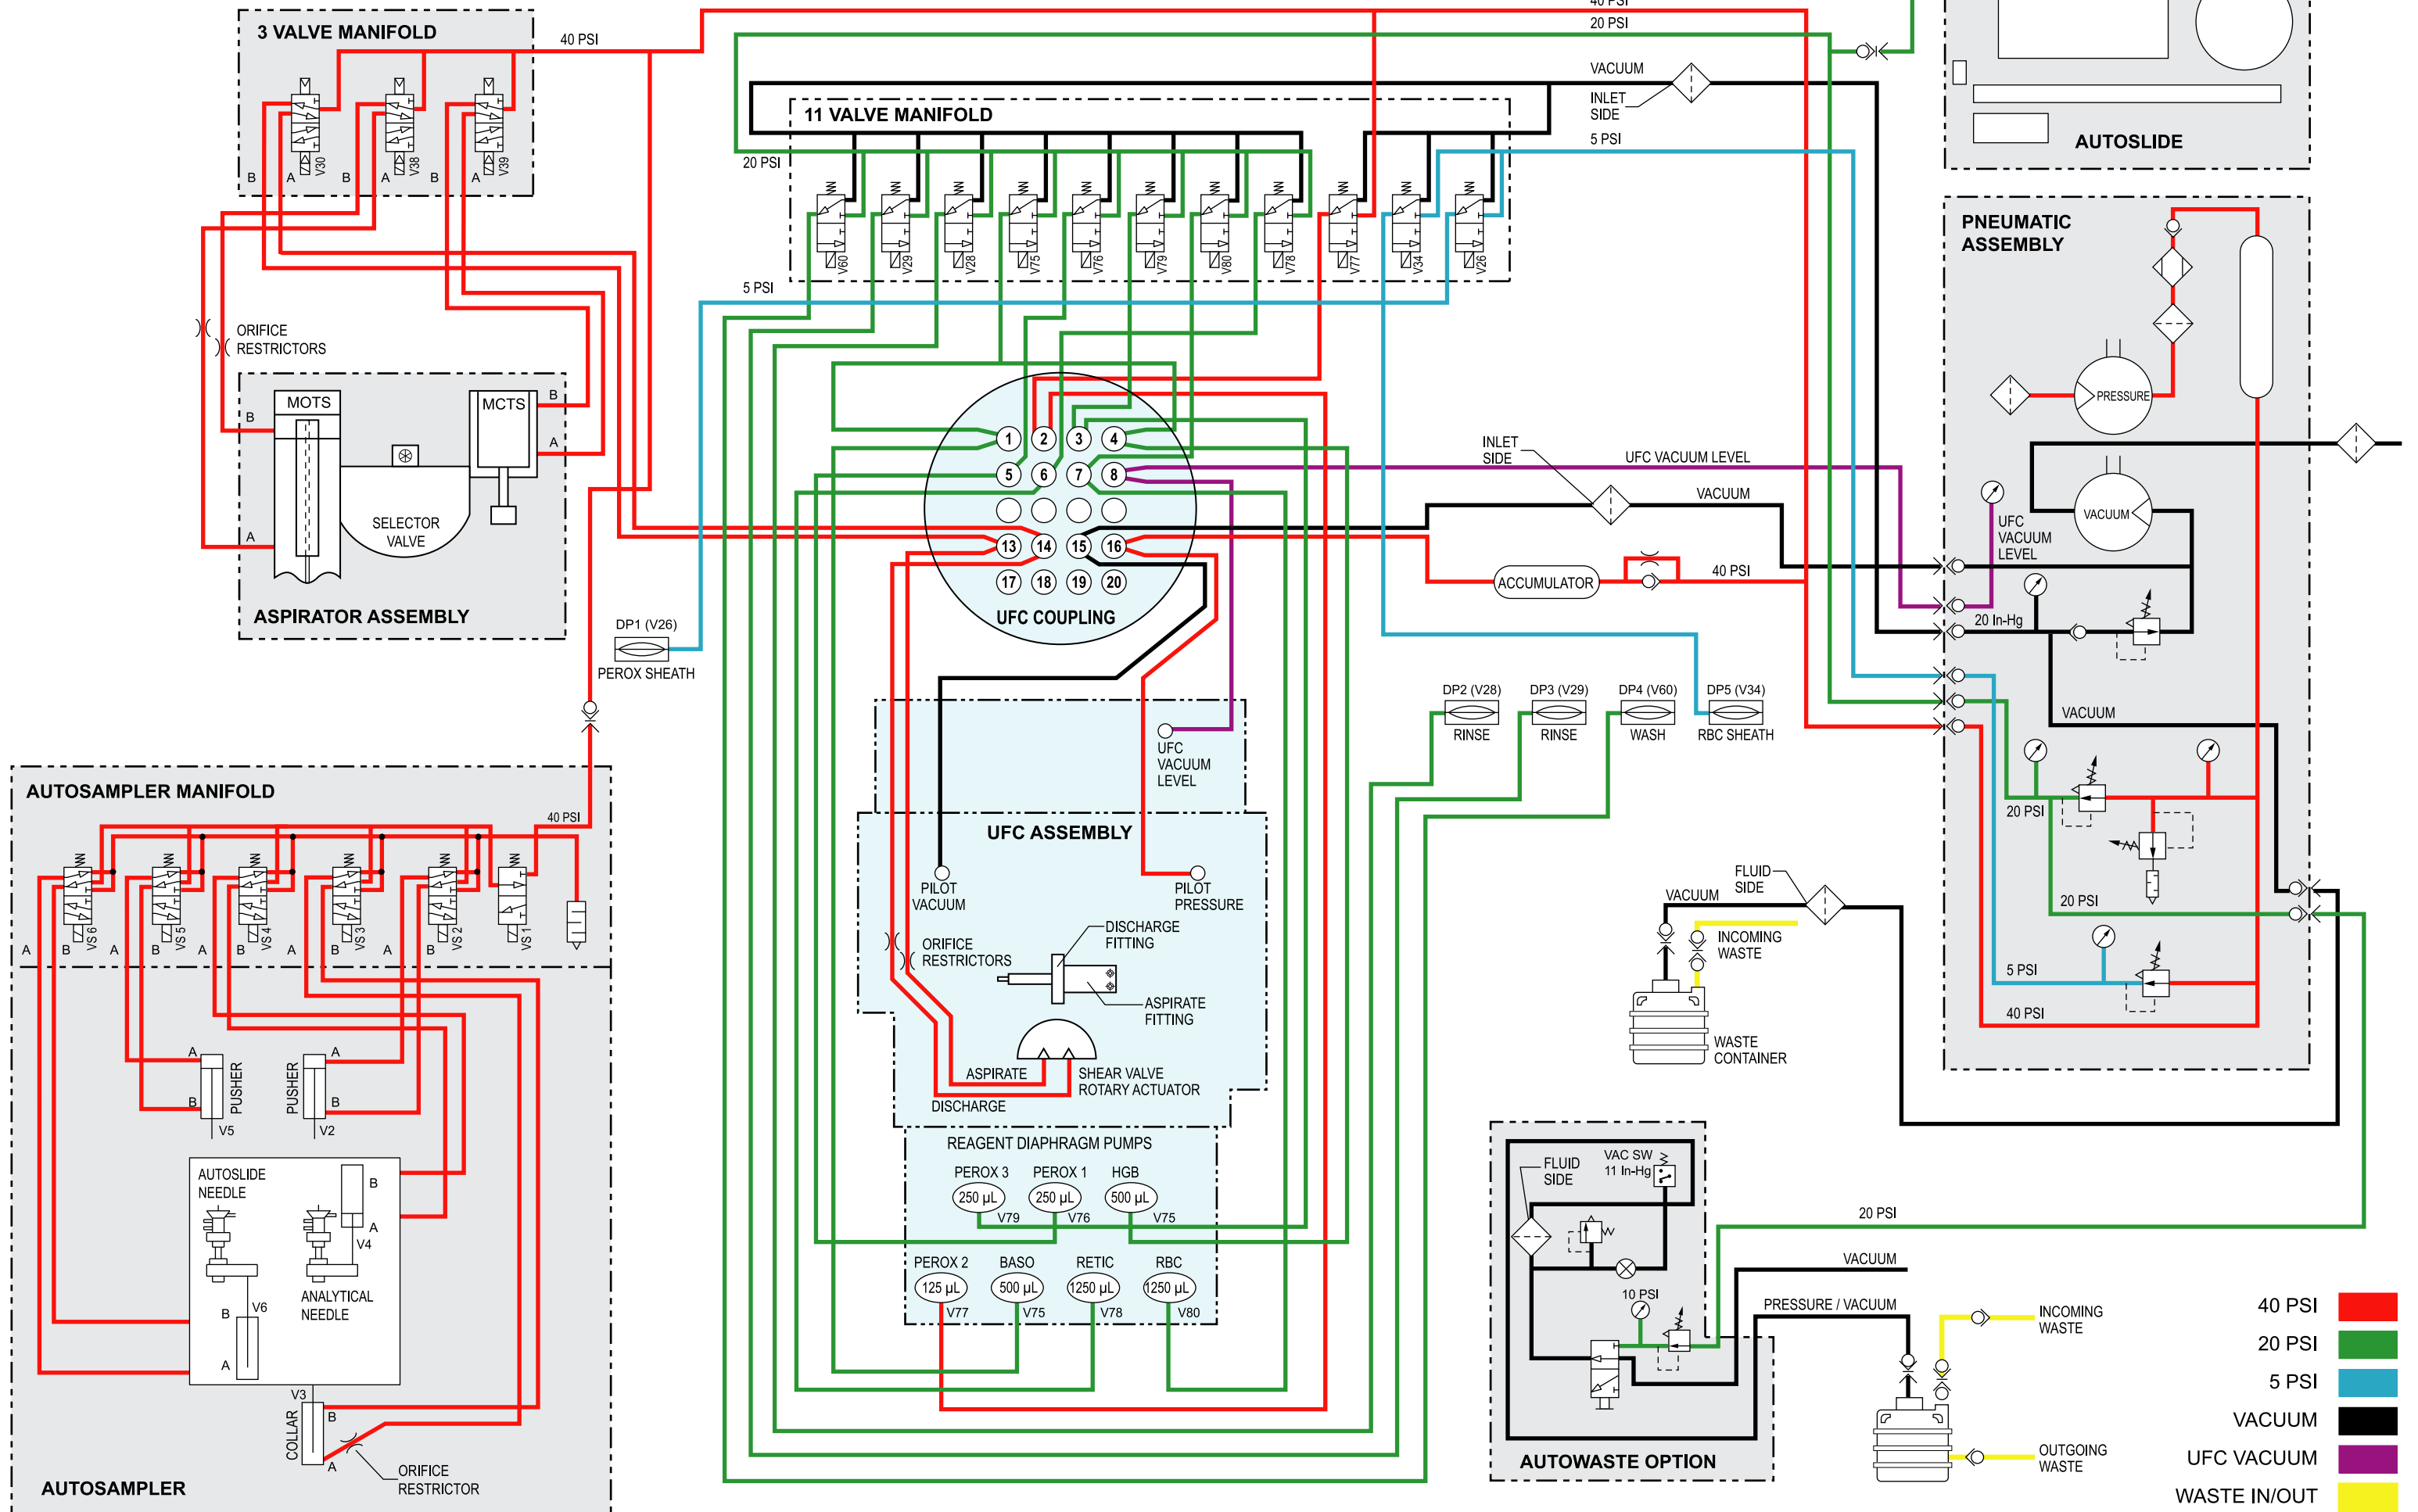 40 PSI
20 PSI
3 VALVE MANIFOLD
40 PSI
V30
V38
V39
B
A
B
A
B
A
VACUUM
INLET
SIDE
11 VALVE MANIFOLD
20 PSI
5 PSI
V60
V29
V28
V75
V76
V79
V80
V78
V77
V34
V26
5 PSI
AUTOSLIDE
PNEUMATIC
ASSEMBLY
PRESSURE
VACUUM
UFC
VACUUM
LEVEL
20 In-Hg
VACUUM
20 PSI
20 PSI
5 PSI
40 PSI
ORIFICE
RESTRICTORS
MOTS
MCTS
B
B
A
A
SELECTOR
VALVE
ASPIRATOR ASSEMBLY
1
2
3
4
5
6
7
8
13
14
15
16
17
18
19
20
UFC COUPLING
INLET
SIDE
UFC VACUUM LEVEL
VACUUM
ACCUMULATOR
40 PSI
DP1 (V26)
PEROX SHEATH
DP2 (V28)
RINSE
DP3 (V29)
RINSE
DP4 (V60)
WASH
DP5 (V34)
RBC SHEATH
UFC
VACUUM
LEVEL
UFC ASSEMBLY
PILOT
VACUUM
PILOT
PRESSURE
ORIFICE
RESTRICTORS
DISCHARGE
FITTING
ASPIRATE
FITTING
ASPIRATE
SHEAR VALVE
ROTARY ACTUATOR
DISCHARGE
REAGENT DIAPHRAGM PUMPS
PEROX 3
250 µL
V79
PEROX 1
250 µL
V76
HGB
500 µL
V75
PEROX 2
125 µL
V77
BASO
500 µL
V75
RETIC
1250 µL
V78
RBC
1250 µL
V80
AUTOSAMPLER MANIFOLD
40 PSI
VS 6
VS 5
VS 4
VS 3
VS 2
VS 1
A
B
A
B
A
B
A
B
A
B
A
B
PUSHER
V5
PUSHER
A
B
V2
AUTOSLIDE
NEEDLE
B
A
V4
ANALYTICAL
NEEDLE
V6
B
A
V3
COLLAR
B
A
ORIFICE
RESTRICTOR
AUTOSAMPLER
FLUID
SIDE
VACUUM
INCOMING
WASTE
WASTE
CONTAINER
FLUID
SIDE
VAC SW
11 In-Hg
10 PSI
AUTOWASTE OPTION
20 PSI
VACUUM
PRESSURE / VACUUM
INCOMING
WASTE
OUTGOING
WASTE
40 PSI
20 PSI
5 PSI
VACUUM
UFC VACUUM
WASTE IN/OUT